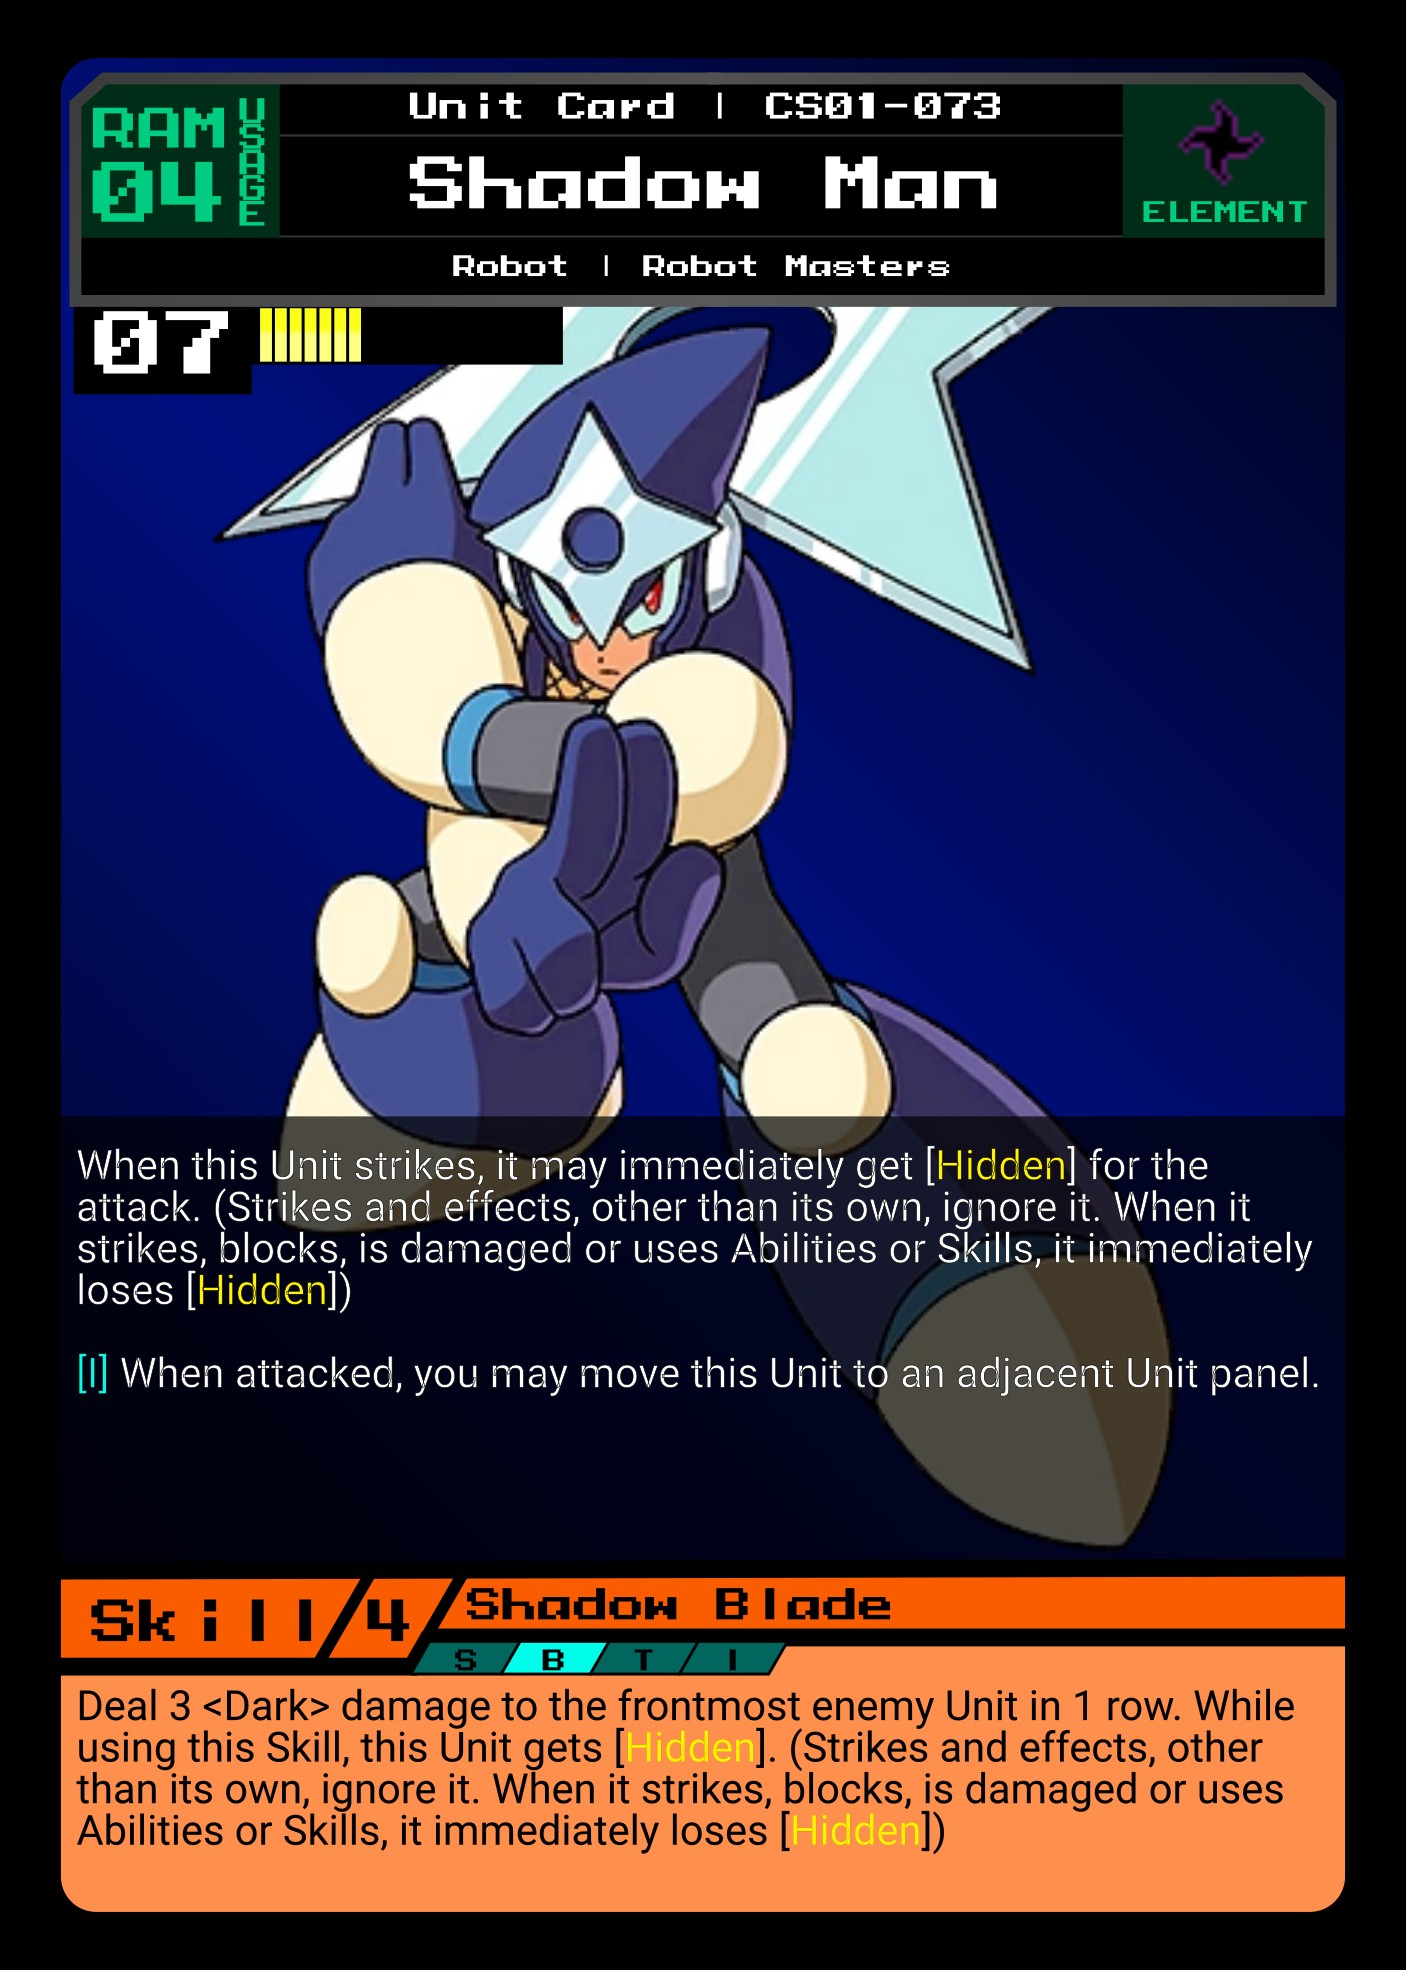 Unit Card | CS01-073
RAM USAGE
04
Shadow Man
ELEMENT
Robot | Robot Masters
07
When this Unit strikes, it may immediately get [Hidden] for the
attack. (Strikes and effects, other than its own, ignore it. When it
strikes, blocks, is damaged or uses Abilities or Skills, it immediately
loses [Hidden])
[I] When attacked, you may move this Unit to an adjacent Unit panel.
Skill/4 Shadow Blade
S B T I
Deal 3 <Dark> damage to the frontmost enemy Unit in 1 row. While
using this Skill, this Unit gets [Hidden]. (Strikes and effects, other
than its own, ignore it. When it strikes, blocks, is damaged or uses
Abilities or Skills, it immediately loses [Hidden])